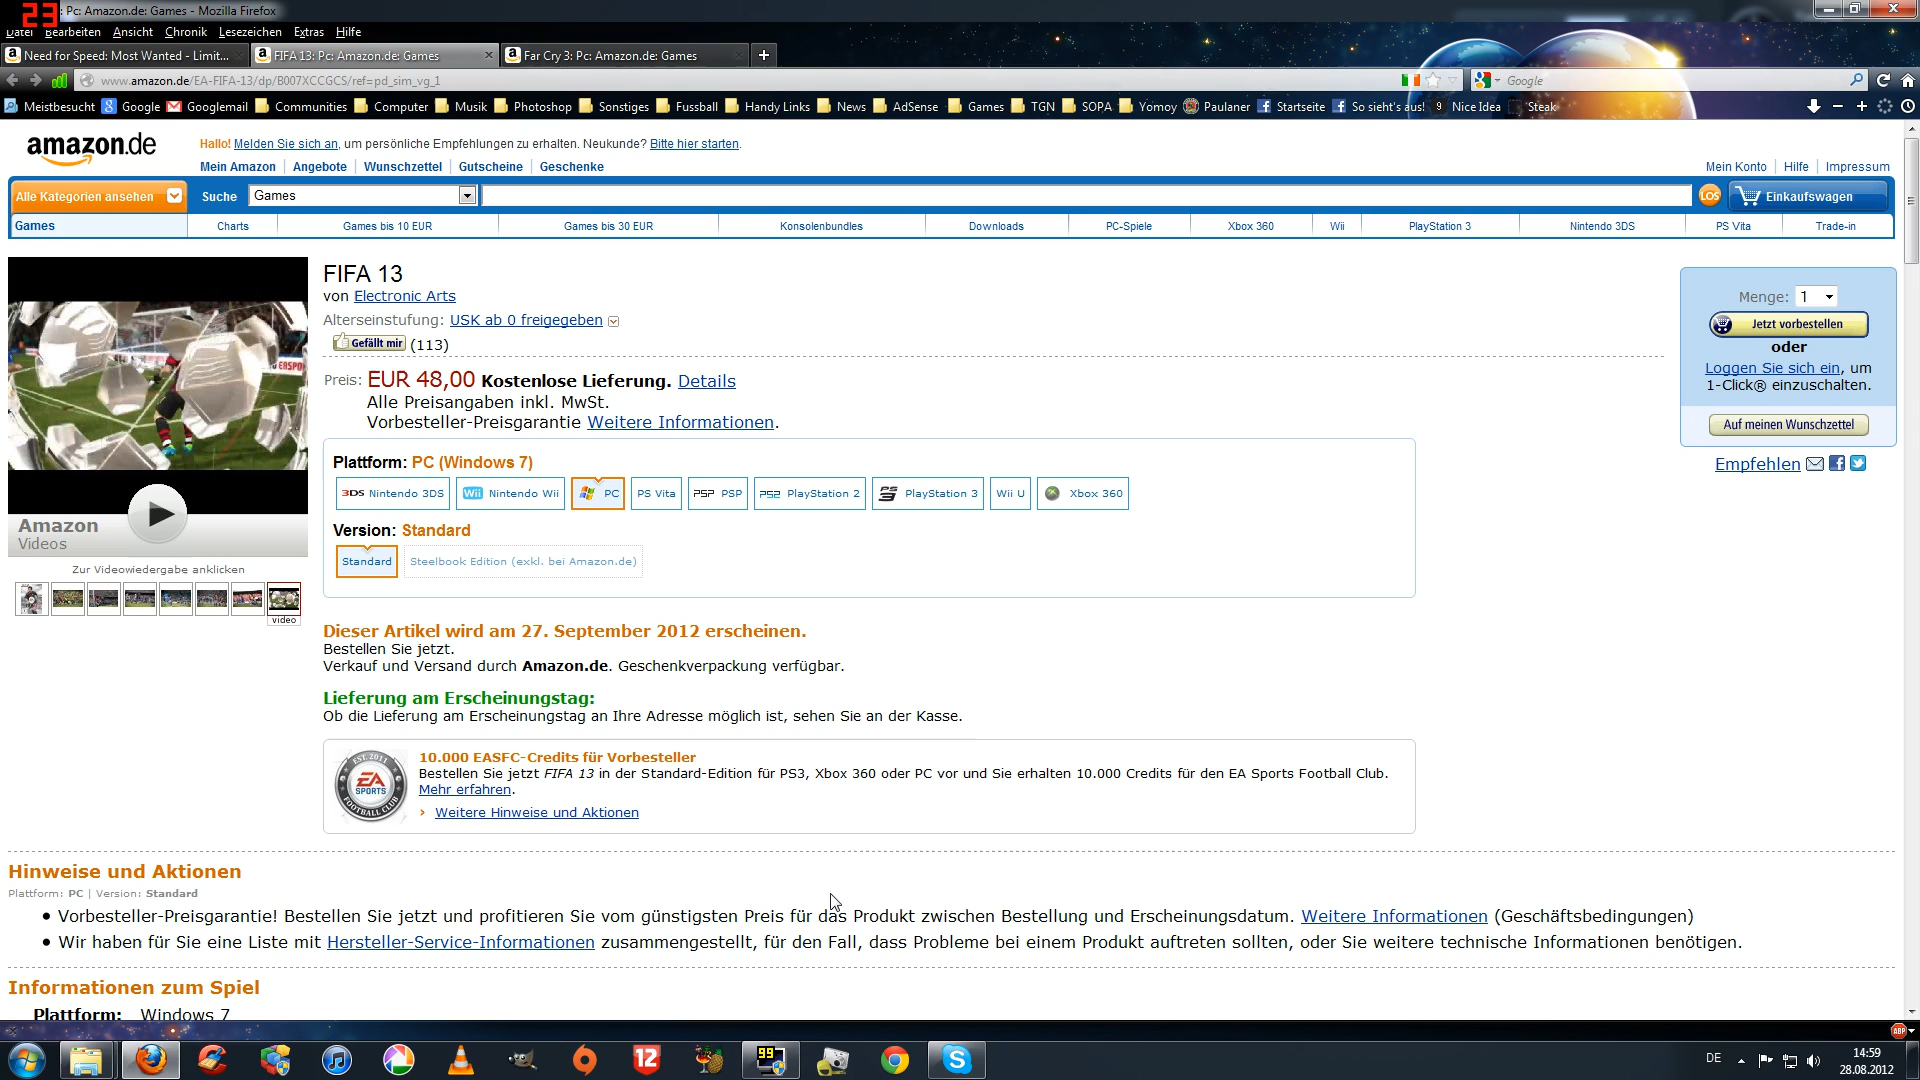 23
: Pc: Amazon.de: Games - Mozilla Firefox
Datei Bearbeiten Ansicht Chronik Lesezeichen Extras Hilfe
Need for Speed: Most Wanted - Limit... FIFA 13: Pc: Amazon.de: Games Far Cry 3: Pc: Amazon.de: Games
www.amazon.de/EA-FIFA-13/dp/B007XCCGCS/ref=pd_sim_vg_1 Google
Meistbesucht Google Googlemail Communities Computer Musik Photoshop Sonstiges Fussball Handy Links News AdSense Games TGN SOPA Yomoy Paulaner Startseite So sieht's aus! 9 Nice Idea Steak
amazon.de
Hallo! Melden Sie sich an, um persönliche Empfehlungen zu erhalten. Neukunde? Bitte hier starten.
Mein Amazon Angebote Wunschzettel Gutscheine Geschenke Mein Konto Hilfe Impressum
Alle Kategorien ansehen Suche Games LOS Einkaufswagen
Games Charts Games bis 10 EUR Games bis 30 EUR Konsolenbundles Downloads PC-Spiele Xbox 360 Wii PlayStation 3 Nintendo 3DS PS Vita Trade-in
FIFA 13
von Electronic Arts
Alterseinstufung: USK ab 0 freigegeben
Gefällt mir (113)
Preis: EUR 48,00 Kostenlose Lieferung. Details
Alle Preisangaben inkl. MwSt.
Vorbesteller-Preisgarantie Weitere Informationen.
Plattform: PC (Windows 7)
3DS Nintendo 3DS Wii Nintendo Wii PC PS Vita PSP PSP PS2 PlayStation 2 PS3 PlayStation 3 Wii U Xbox 360
Version: Standard
Standard Steelbook Edition (exkl. bei Amazon.de)
Menge: 1
Jetzt vorbestellen
oder
Loggen Sie sich ein, um
1-Click® einzuschalten.
Auf meinen Wunschzettel
Empfehlen
Amazon
Videos
Zur Videowiedergabe anklicken
video
Dieser Artikel wird am 27. September 2012 erscheinen.
Bestellen Sie jetzt.
Verkauf und Versand durch Amazon.de. Geschenkverpackung verfügbar.
Lieferung am Erscheinungstag:
Ob die Lieferung am Erscheinungstag an Ihre Adresse möglich ist, sehen Sie an der Kasse.
EST. 2011 EA SPORTS FOOTBALL CLUB
10.000 EASFC-Credits für Vorbesteller
Bestellen Sie jetzt FIFA 13 in der Standard-Edition für PS3, Xbox 360 oder PC vor und Sie erhalten 10.000 Credits für den EA Sports Football Club.
Mehr erfahren.
› Weitere Hinweise und Aktionen
Hinweise und Aktionen
Plattform: PC | Version: Standard
• Vorbesteller-Preisgarantie! Bestellen Sie jetzt und profitieren Sie vom günstigsten Preis für das Produkt zwischen Bestellung und Erscheinungsdatum. Weitere Informationen (Geschäftsbedingungen)
• Wir haben für Sie eine Liste mit Hersteller-Service-Informationen zusammengestellt, für den Fall, dass Probleme bei einem Produkt auftreten sollten, oder Sie weitere technische Informationen benötigen.
Informationen zum Spiel
Plattform: Windows 7
ABP
12 99 DE 14:59
28.08.2012